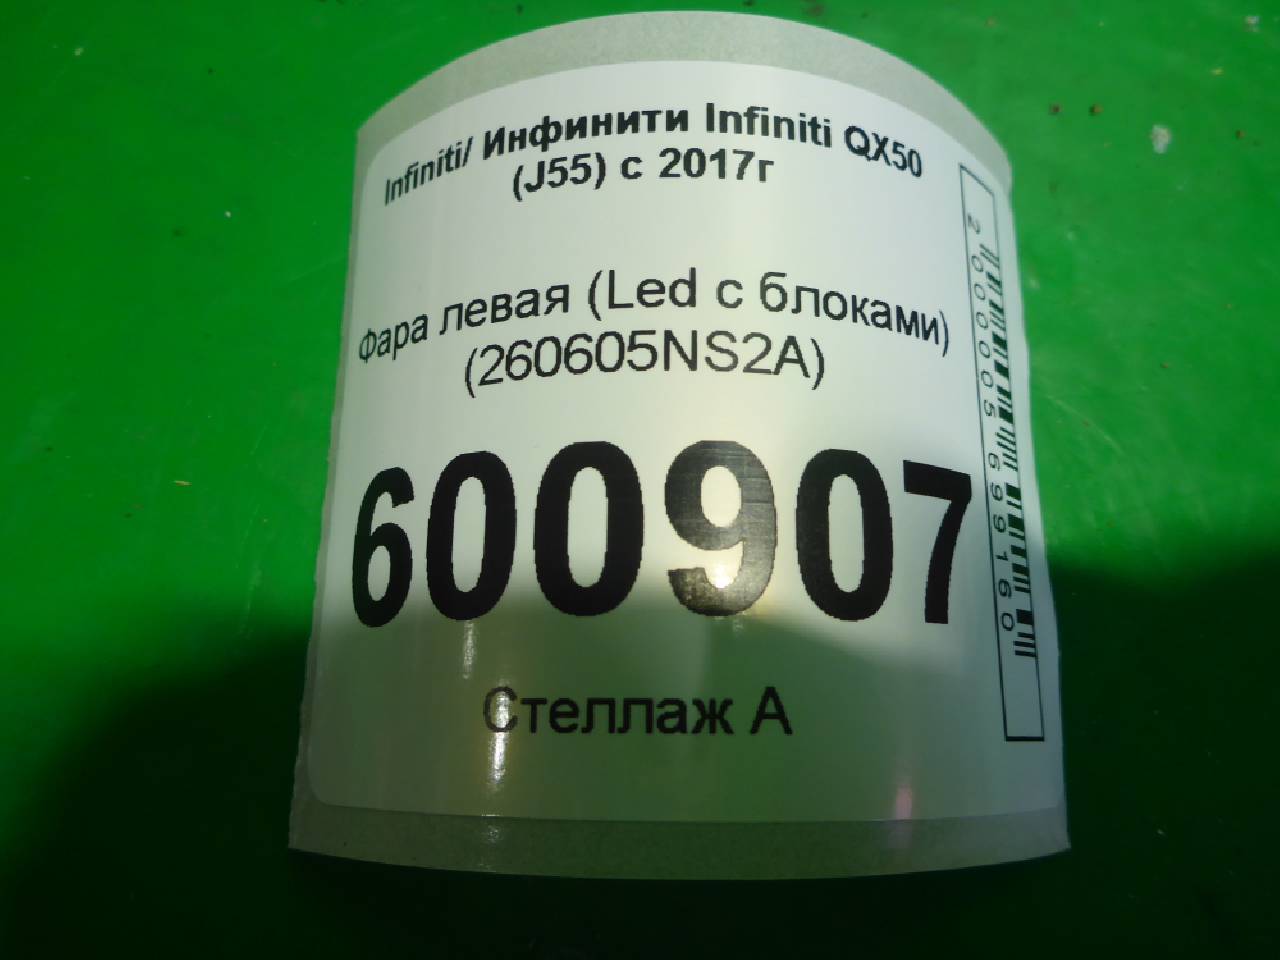 Infiniti/ Инфинити Infiniti QX50
(J55) с 2017г
Фара левая (Led с блоками)
(260605NS2A)
600907
Стеллаж А
2000005699160